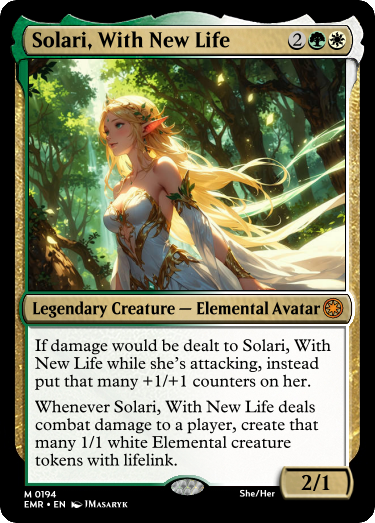 Solari, With New Life 2
Legendary Creature — Elemental Avatar
If damage would be dealt to Solari, With
New Life while she's attacking, instead
put that many +1/+1 counters on her.
Whenever Solari, With New Life deals
combat damage to a player, create that
many 1/1 white Elemental creature
tokens with lifelink.
2/1
M 0194
She/Her
EMR • EN 1Masaryk